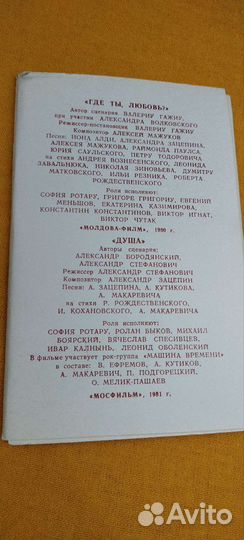 «ГДЕ ТЫ, ЛЮБОВЬ?»
Автор сценария ВАЛЕРИУ ГАЖИУ,
при участии АЛЕКСАНДРА ВОЛКОВСКОГО
Режиссер-постановщик ВАЛЕРИУ ГАЖИУ
Композитор АЛЕКСЕЙ МАЖУКОВ
Песни: ИОНА АЛДИ, АЛЕКСАНДРА ЗАЦЕПИНА,
АЛЕКСЕЯ МАЖУКОВА, РАЙМОНДА ПАУЛСА,
ЮРИЯ САУЛЬСКОГО, ПЕТРУ ТОДОРОВИЧА
на стихи АНДРЕЯ ВОЗНЕСЕНСКОГО, ЛЕОНИДА
ЗАВАЛЬНЮКА, НИКОЛАЯ ЗИНОВЬЕВА, ДУМИТРУ
МАТКОВСКОГО, ИЛЬИ РЕЗНИКА, РОБЕРТА
РОЖДЕСТВЕНСКОГО
Роли исполняют:
СОФИЯ РОТАРУ, ГРИГОРЕ ГРИГОРИУ, ЕВГЕНИЙ
МЕНЬШОВ, ЕКАТЕРИНА КАЗИМИРОВА,
КОНСТАНТИН КОНСТАНТИНОВ, ВИКТОР ИГНАТ,
ВИКТОР ЧУТАК
«МОЛДОВА-ФИЛМ», 1980 г.
«ДУША»
Авторы сценария:
АЛЕКСАНДР БОРОДЯНСКИЙ,
АЛЕКСАНДР СТЕФАНОВИЧ
Режиссер АЛЕКСАНДР СТЕФАНОВИЧ
Композитор АЛЕКСАНДР ЗАЦЕПИН
Песни: А. ЗАЦЕПИНА, А. КУТИКОВА,
А. МАКАРЕВИЧА
на стихи Р. РОЖДЕСТВЕНСКОГО,
И. КОХАНОВСКОГО, А. МАКАРЕВИЧА
Роли исполняют:
СОФИЯ РОТАРУ, РОЛАН БЫКОВ, МИХАИЛ
БОЯРСКИЙ, ВЯЧЕСЛАВ СПЕСИВЦЕВ,
ИВАР КАЛНЫНЬ, ЛЕОНИД ОБОЛЕНСКИЙ
В фильме участвует рок-группа «МАШИНА ВРЕМЕНИ»
в составе: В. ЕФРЕМОВ, А. КУТИКОВ,
А. МАКАРЕВИЧ, П. ПОДГОРЕЦКИЙ,
О. МЕЛИК-ПАШАЕВ
«МОСФИЛЬМ», 1981 г.
Avito